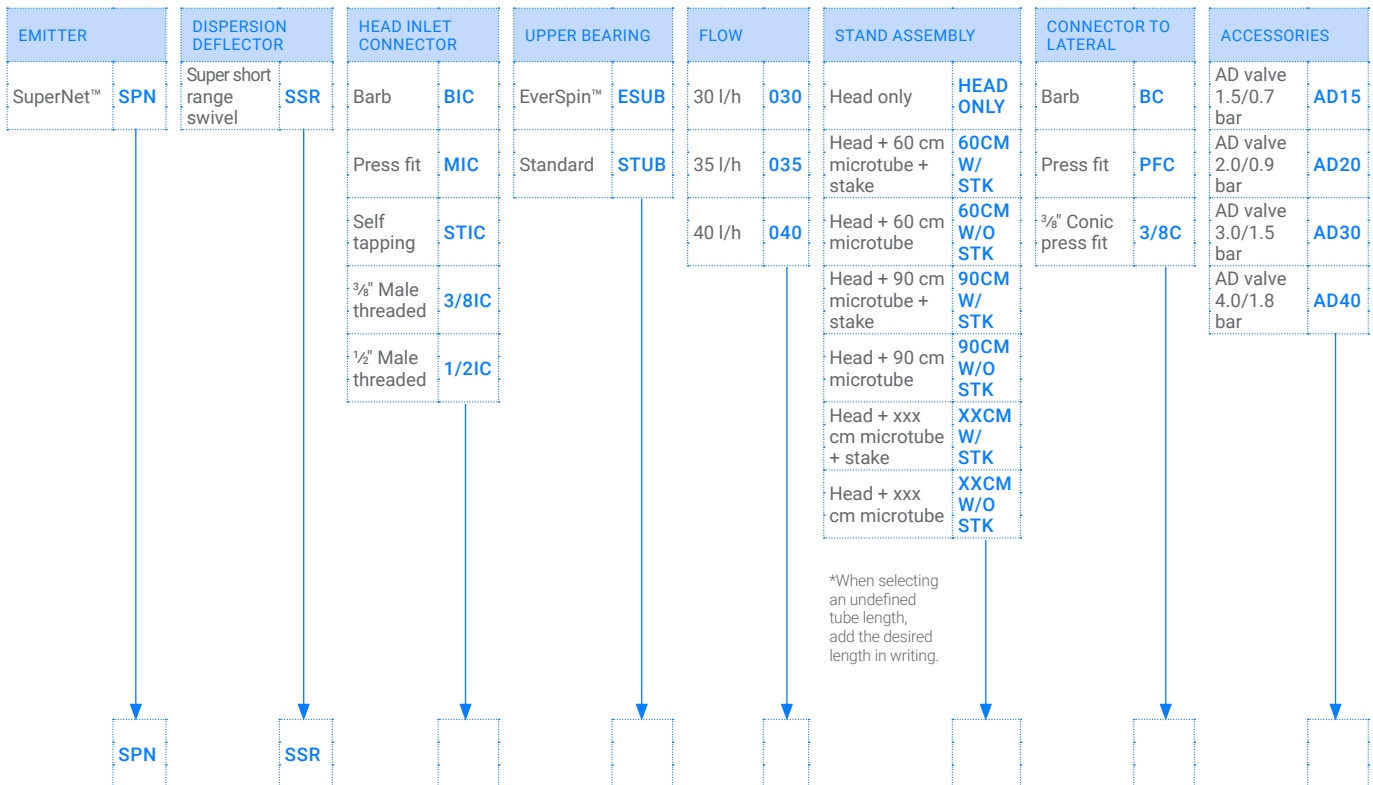 EMITTER
SuperNet™ SPN
SPN
DISPERSION
DEFLECTOR
Super short
range
swivel
SSR
SSR
HEAD INLET
CONNECTOR
Barb BIC
Press fit MIC
Self
tapping
STIC
⅜" Male
threaded
3/8IC
½" Male
threaded
1/2IC
UPPER BEARING
EverSpin™ ESUB
Standard STUB
FLOW
30 l/h 030
35 l/h 035
40 l/h 040
STAND ASSEMBLY
Head only
HEAD
ONLY
Head + 60 cm
microtube +
stake
60CM
W/
STK
Head + 60 cm
microtube
60CM
W/O
STK
Head + 90 cm
microtube +
stake
90CM
W/
STK
Head + 90 cm
microtube
90CM
W/O
STK
Head + xxx
cm microtube
+ stake
XXCM
W/
STK
Head + xxx
cm microtube
XXCM
W/O
STK
*When selecting
an undefined
tube length,
add the desired
length in writing.
CONNECTOR TO
LATERAL
Barb BC
Press fit PFC
⅜" Conic
press fit
3/8C
ACCESSORIES
AD valve
1.5/0.7
bar
AD15
AD valve
2.0/0.9
bar
AD20
AD valve
3.0/1.5
bar
AD30
AD valve
4.0/1.8
bar
AD40